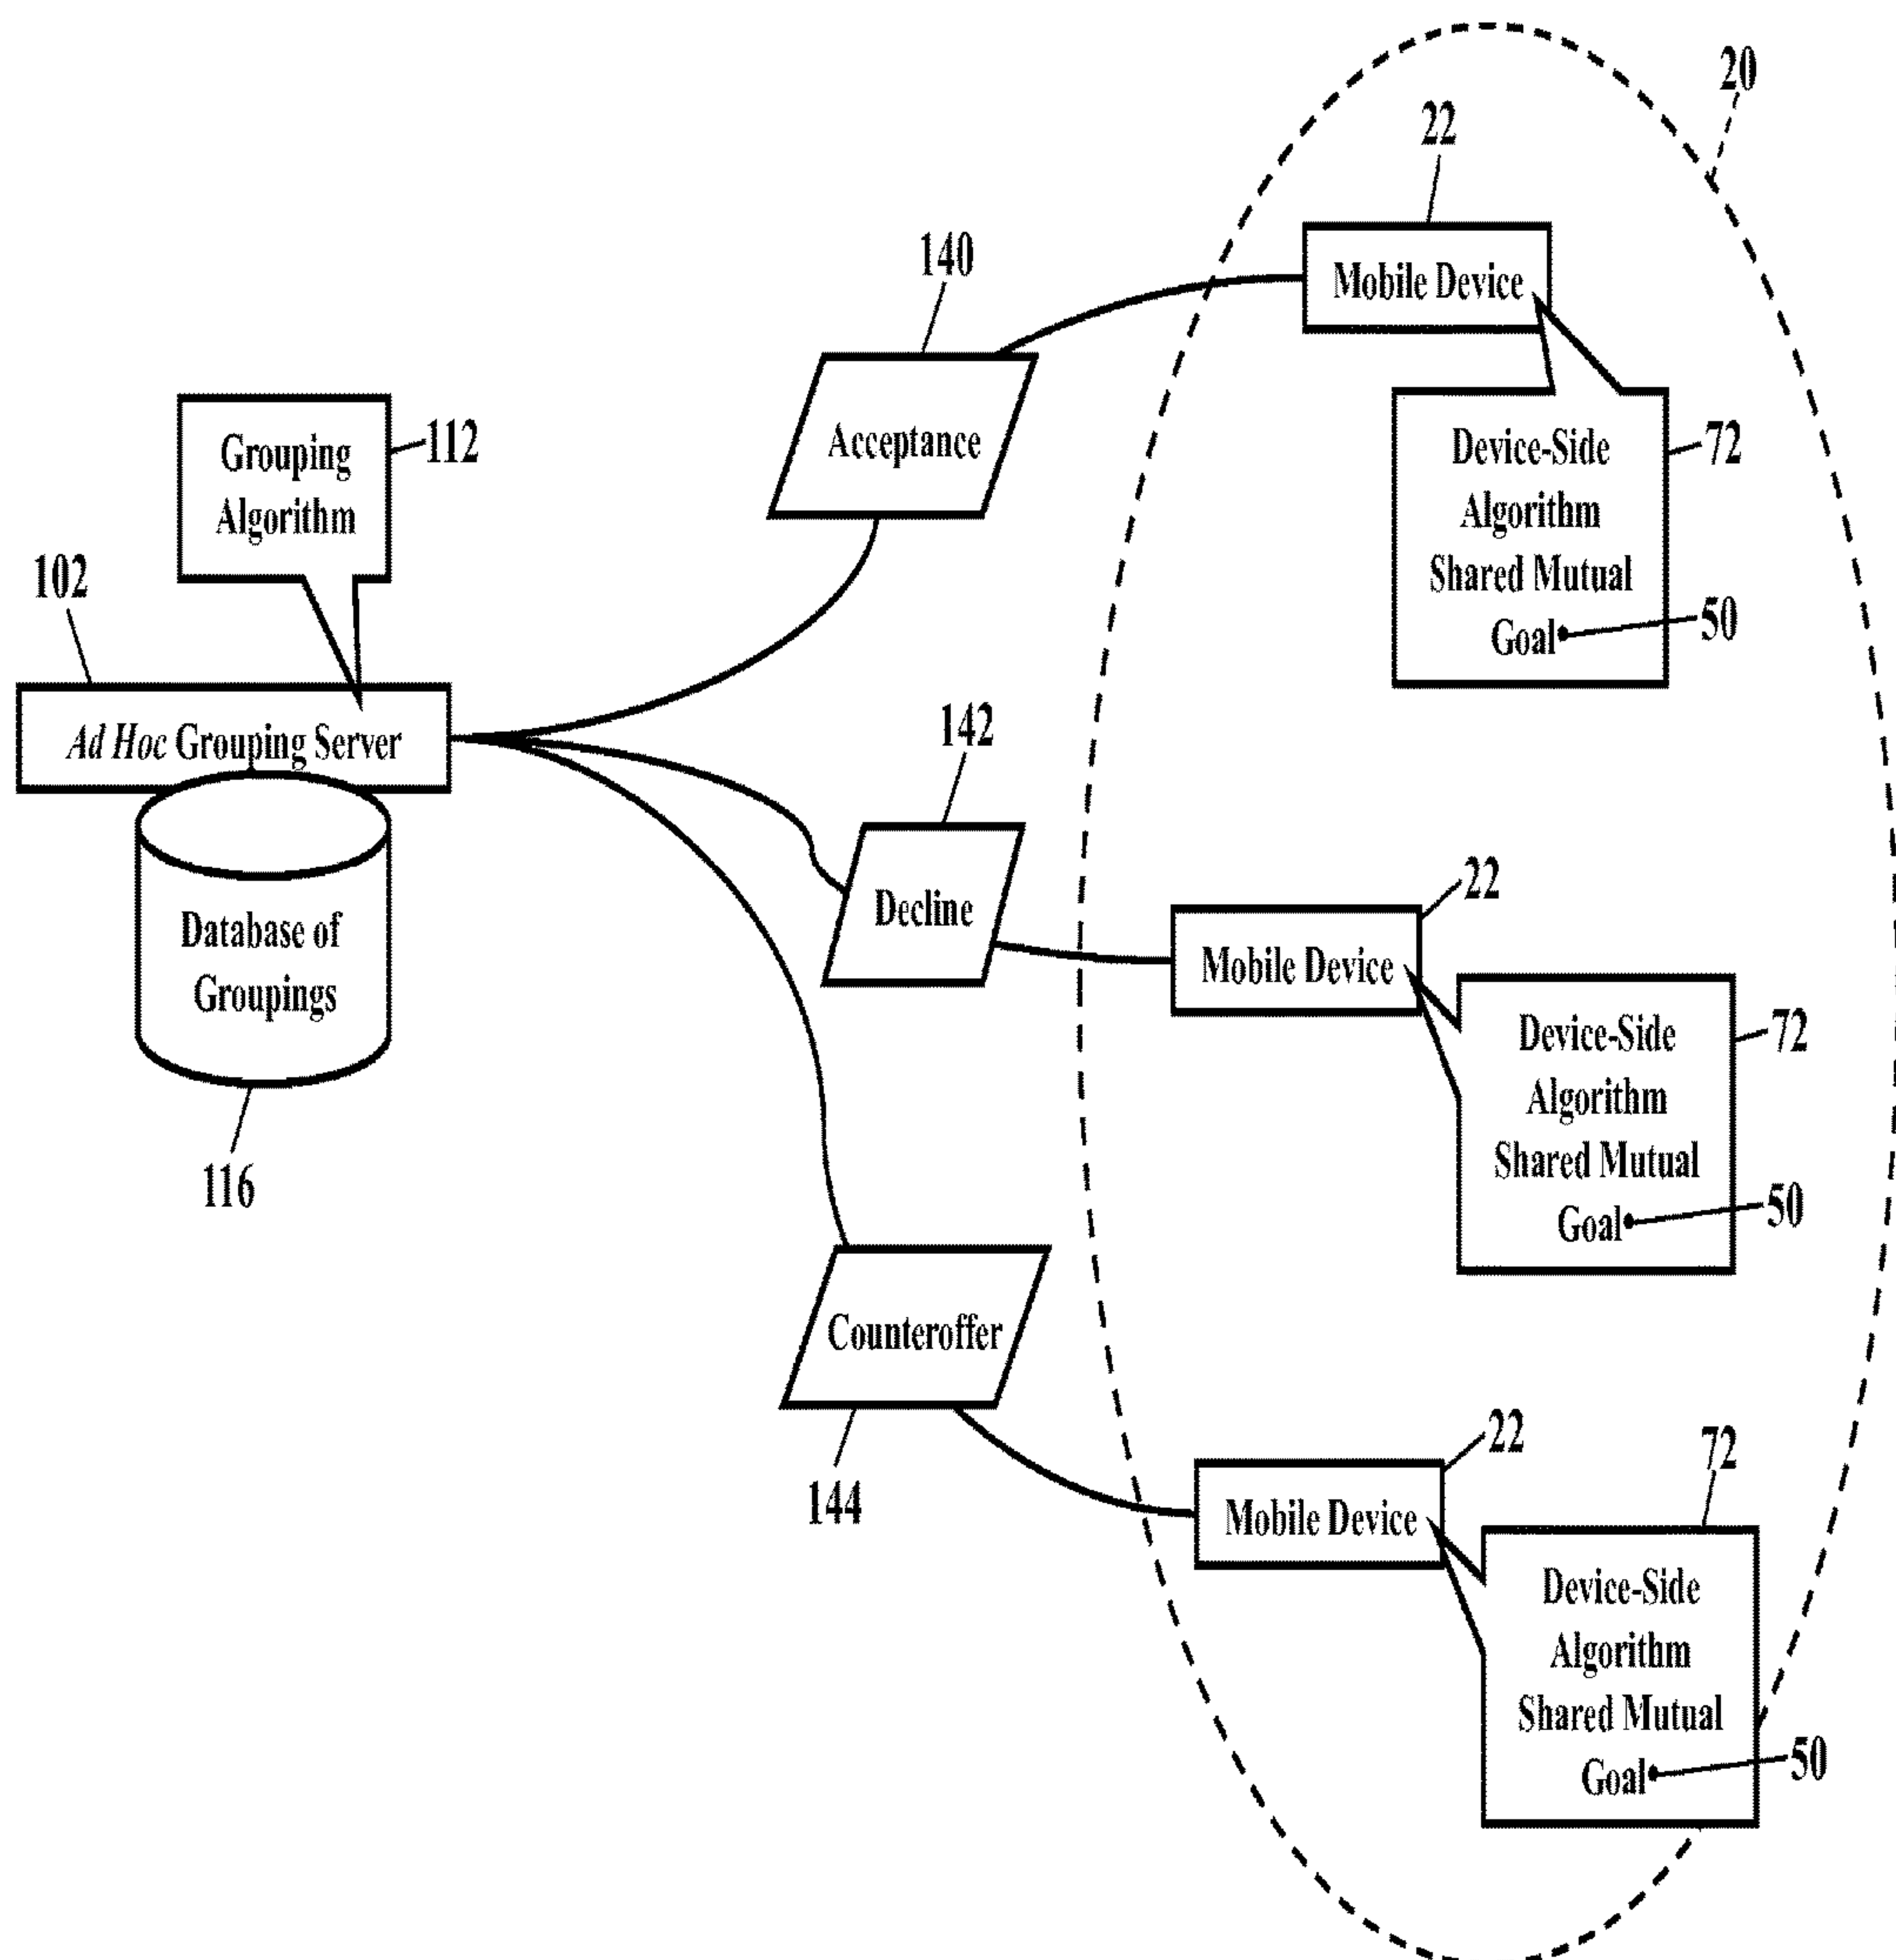 20
22
Mobile Device
140
Acceptance
Device-Side
Algorithm
Shared Mutual
Goal
72
50
Grouping
Algorithm
112
102
Ad Hoc Grouping Server
Database of
Groupings
116
142
Decline
22
Mobile Device
Device-Side
Algorithm
Shared Mutual
Goal
72
50
Counteroffer
144
22
Mobile Device
72
Device-Side
Algorithm
Shared Mutual
Goal
50